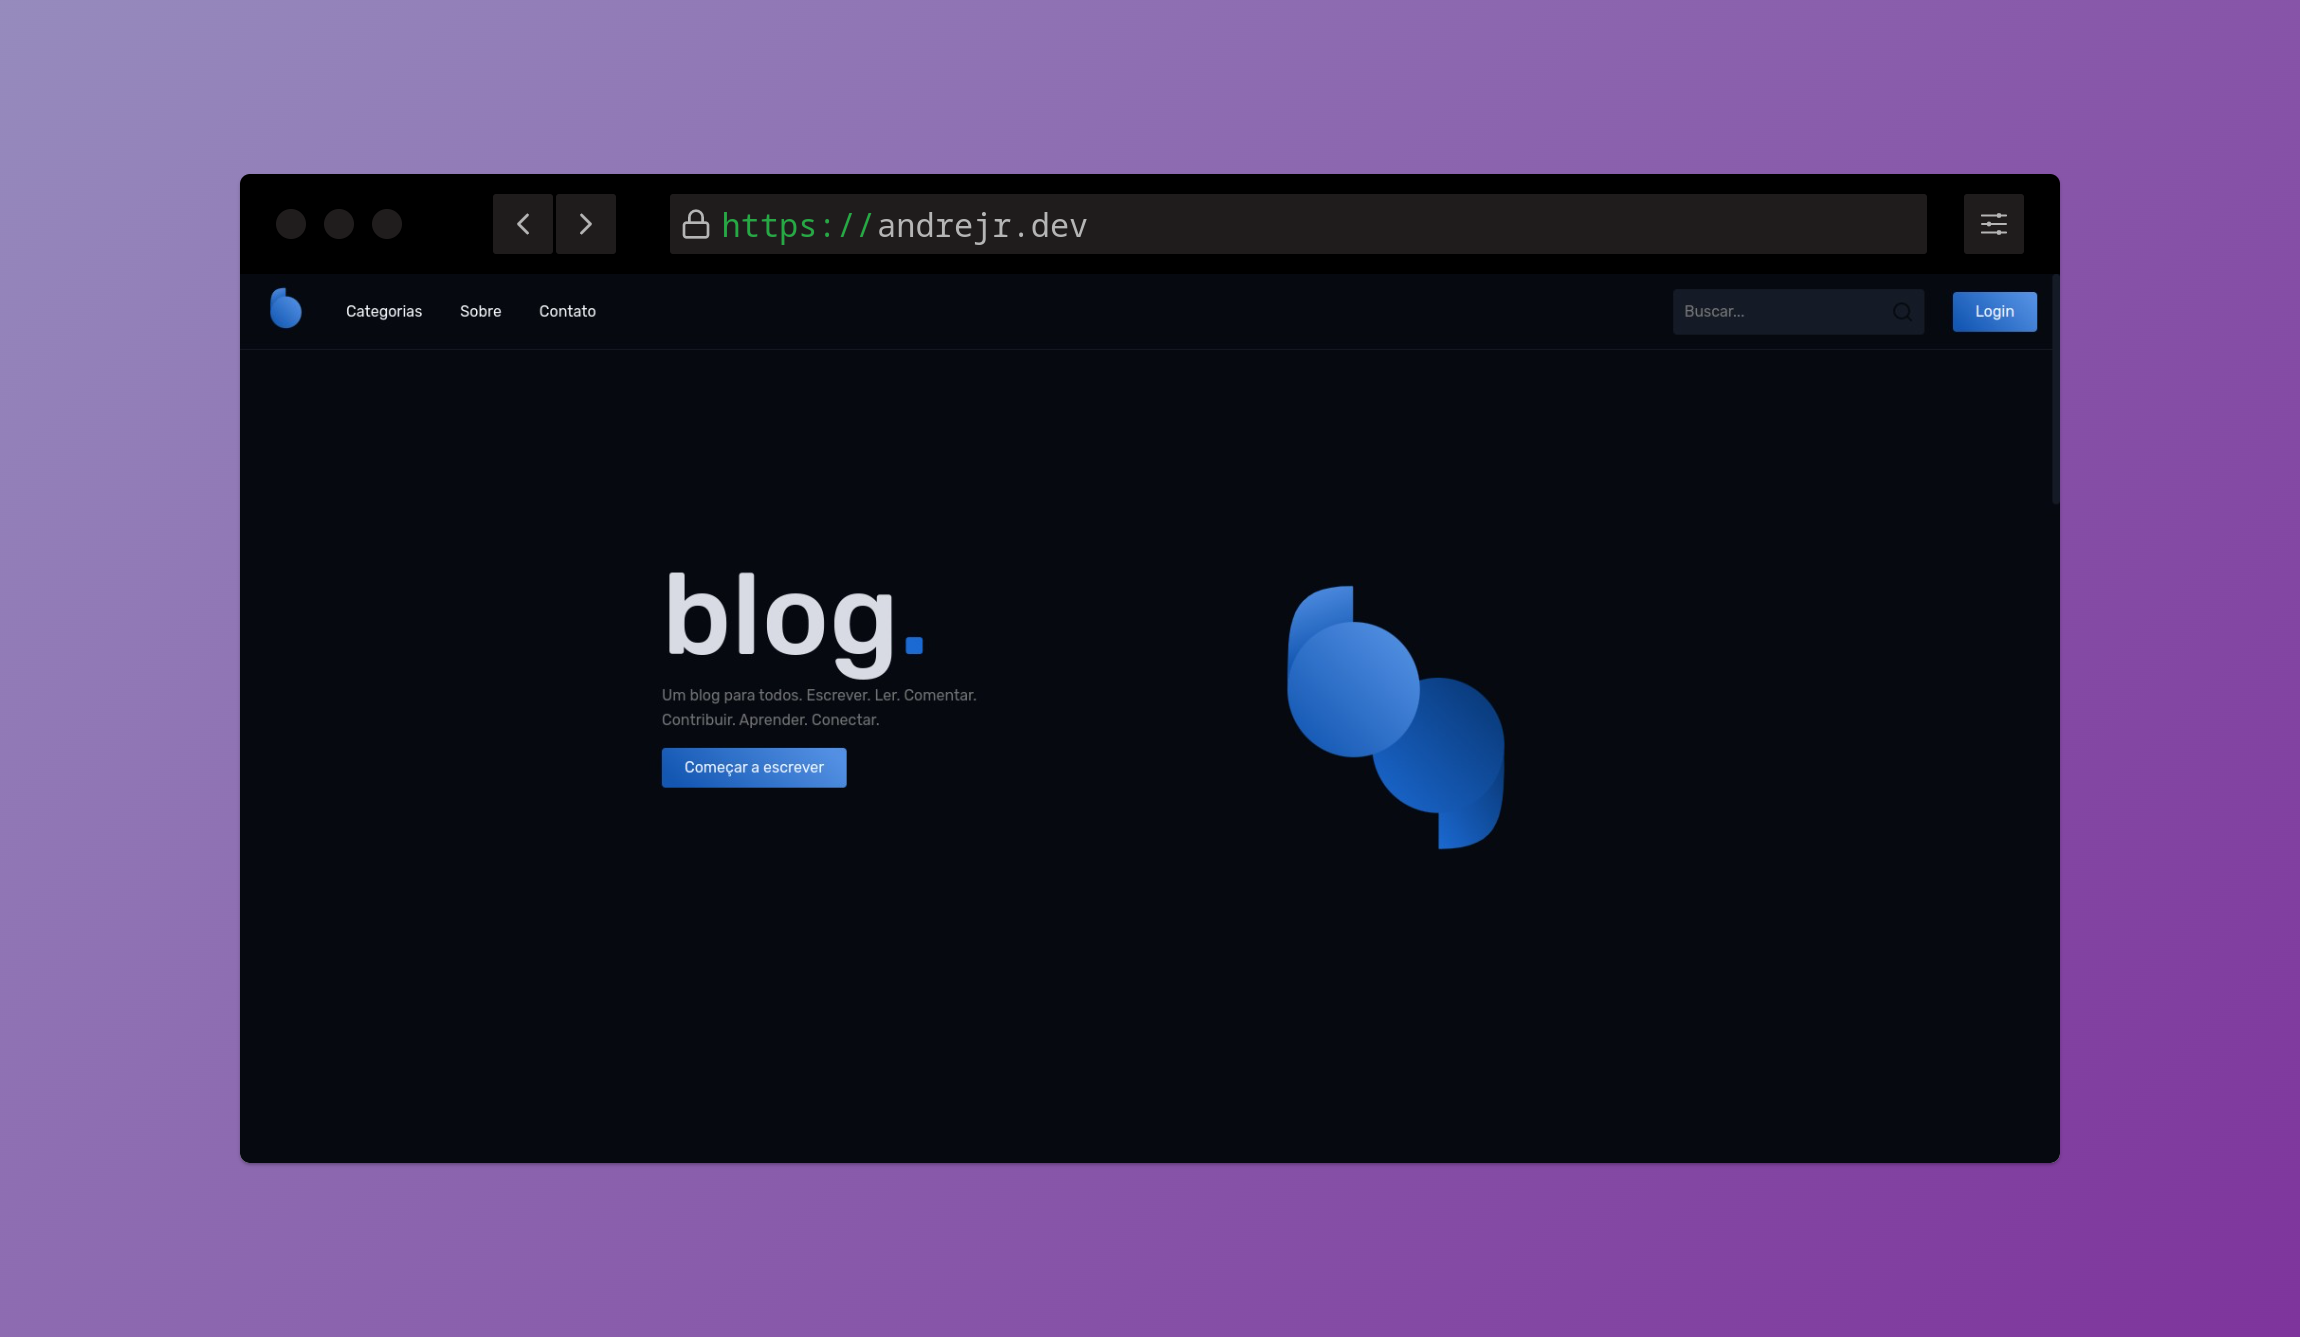 https://andrejr.dev
Categorias Sobre Contato Buscar... Login
blog.
Um blog para todos. Escrever. Ler. Comentar.
Contribuir. Aprender. Conectar.
Começar a escrever